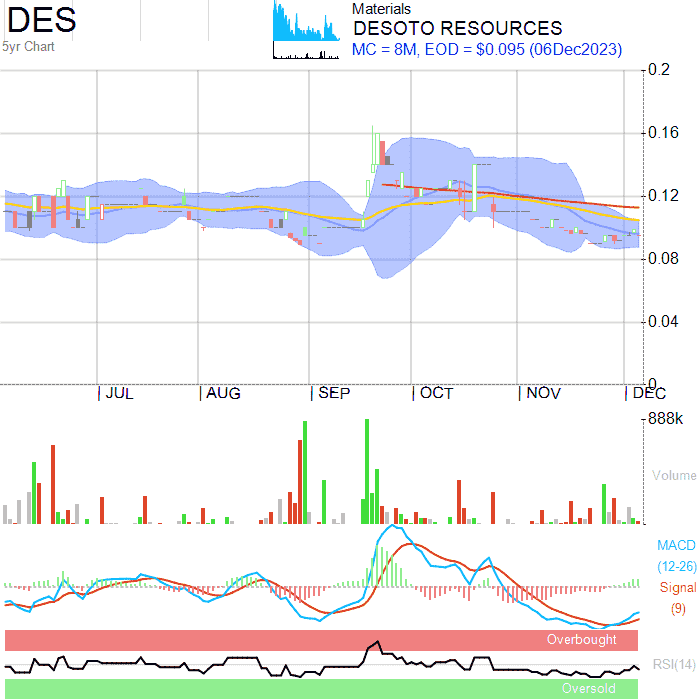 DES
5yr Chart
Materials
DESOTO RESOURCES
MC = 8M, EOD = $0.095 (06Dec2023)
0.2
0.16
0.12
0.08
0.04
0
JUL AUG SEP OCT NOV DEC
888k
Volume
MACD
(12-26)
Signal
(9)
Overbought
RSI(14)
Oversold